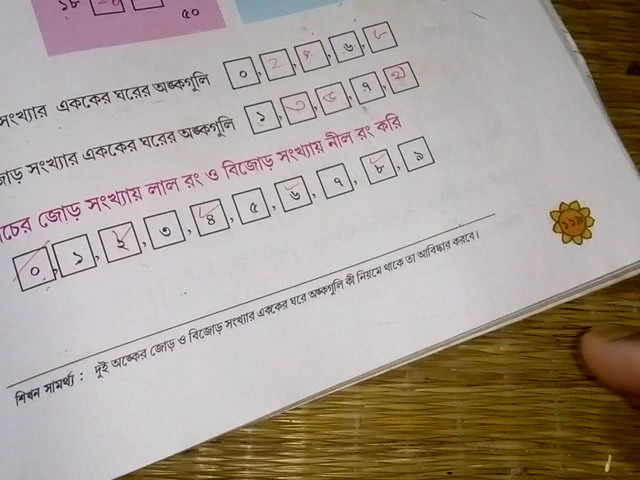 ১৮
৫০
সংখ্যার এককের ঘরের অঙ্কগুলি ০, ২, ৪, ৬, ৮
জোড় সংখ্যার এককের ঘরের অঙ্কগুলি ১, ৩, ৫, ৭, ৯
জোড় সংখ্যায় লাল রং ও বিজোড় সংখ্যায় নীল রং করি
০, ১, ২, ৩, ৪, ৫, ৬, ৭, ৮, ৯
শিখন সামর্থ্য : দুই অঙ্কের জোড় ও বিজোড় সংখ্যার এককের ঘরে অঙ্কগুলি কী নিয়মে থাকে তা আবিষ্কার করবে।